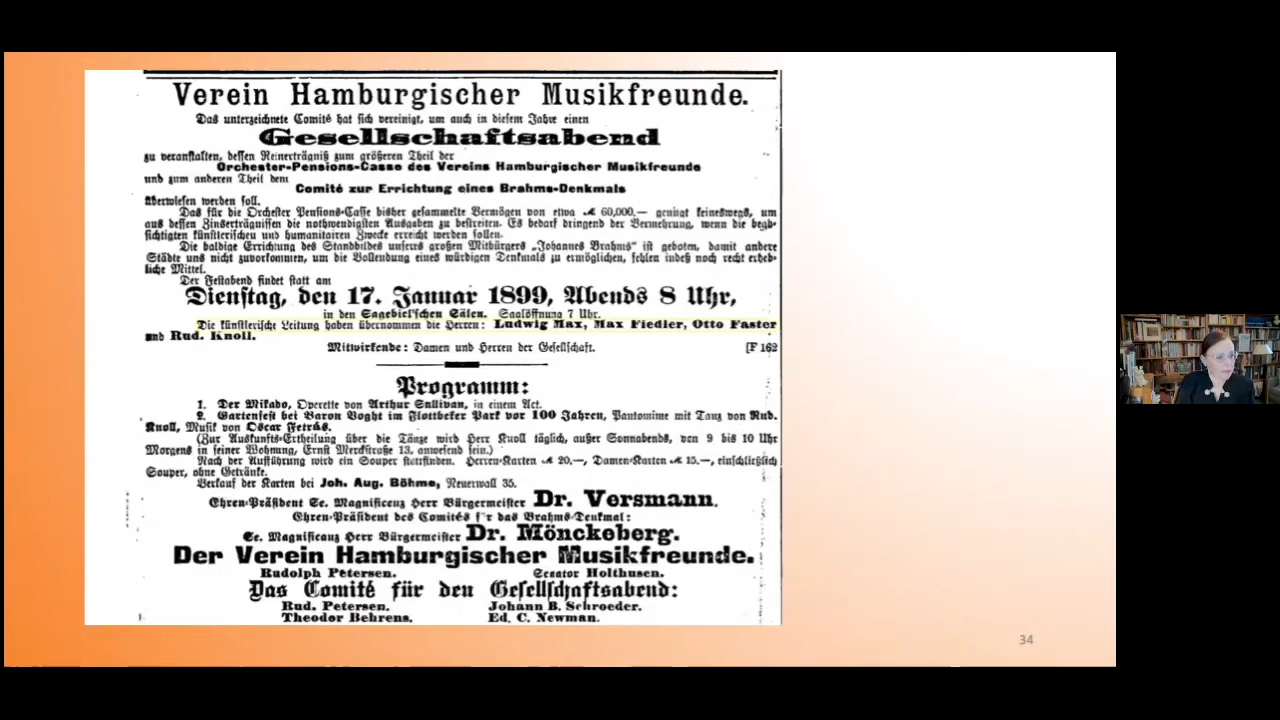 Verein Hamburgischer Musikfreunde.
Das unterzeichnete Comité hat sich vereinigt, um auch in diesem Jahre einen
Gesellschaftsabend
zu veranstalten, dessen Reinerträgniß zum größeren Theil der
Orchester-Pensions-Casse des Vereins Hamburgischer Musikfreunde
und zum anderen Theil dem
Comité zur Errichtung eines Brahms-Denkmals
überwiesen werden soll.
Das für die Orchester Pensions-Casse bisher gesammelte Vermögen von etwa ℳ 60,000.— genügt keineswegs, um
aus dessen Zinserträgnissen die nothwendigsten Ausgaben zu bestreiten. Es bedarf dringend der Vermehrung, wenn die beab-
sichtigten künstlerischen und humanitairen Zwecke erreicht werden sollen.
Die baldige Errichtung des Standbildes unseres großen Mitbürgers „Johannes Brahms" ist geboten, damit andere
Städte uns nicht zuvorkommen, um die Vollendung eines würdigen Denkmals zu ermöglichen, fehlen indeß noch recht erheb-
liche Mittel.
Der Festabend findet statt am
Dienstag, den 17. Januar 1899, Abends 8 Uhr,
in den Sagebiel'schen Sälen. Saalöffnung 7 Uhr.
Die künstlerische Leitung haben übernommen die Herren: Ludwig Max, Max Fiedler, Otto Faster
und Rud. Knoll.
Mitwirkende: Damen und Herren der Gesellschaft. [F 162
Programm:
1. Der Mikado, Operette von Arthur Sullivan, in einem Act.
2. Gartenfest bei Baron Voght im Flottbeker Park vor 100 Jahren, Pantomime mit Tanz von Rud.
Knoll, Musik von Oscar Fetrás.
(Zur Auskunfts-Ertheilung über die Tänze wird Herr Knoll täglich, außer Sonnabends, von 9 bis 10 Uhr
Morgens in seiner Wohnung, Ernst Merckstraße 13, anwesend sein.)
Nach der Aufführung wird ein Souper stattfinden. Herren-Karten ℳ 20.—, Damen-Karten ℳ 15.—, einschließlich
Souper, ohne Getränke.
Verkauf der Karten bei Joh. Aug. Böhme, Neuerwall 35.
Ehren-Präsident Se. Magnificenz Herr Bürgermeister Dr. Versmann.
Ehren-Präsident des Comités für das Brahms-Denkmal:
Se. Magnificenz Herr Bürgermeister Dr. Mönckeberg.
Der Verein Hamburgischer Musikfreunde.
Rudolph Petersen. Senator Holthusen.
Das Comité für den Gesellschaftsabend:
Rud. Petersen. Johann B. Schroeder.
Theodor Behrens. Ed. C. Newman.
34